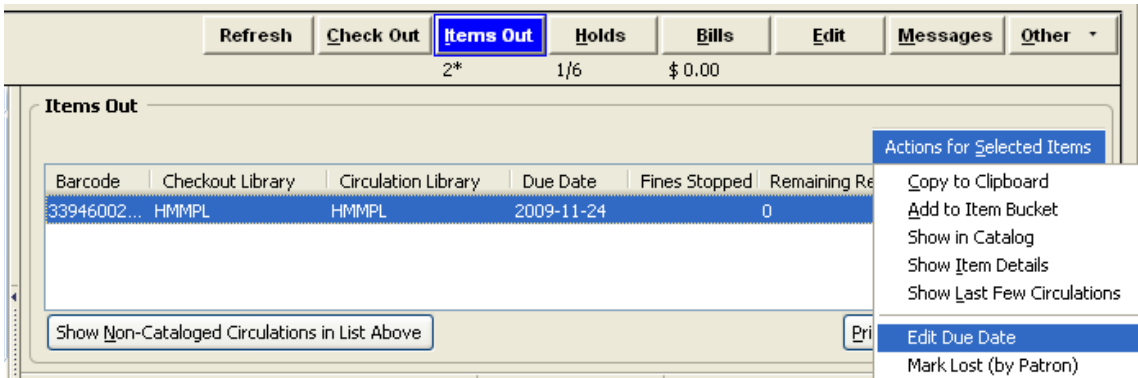 Refresh Check Out Items Out Holds Bills Edit Messages Other
2* 1/6 $ 0.00
Items Out
Actions for Selected Items
Barcode Checkout Library Circulation Library Due Date Fines Stopped Remaining Re
33946002... HMMPL HMMPL 2009-11-24 0
Copy to Clipboard
Add to Item Bucket
Show in Catalog
Show Item Details
Show Last Few Circulations
Show Non-Cataloged Circulations in List Above Pri
Edit Due Date
Mark Lost (by Patron)